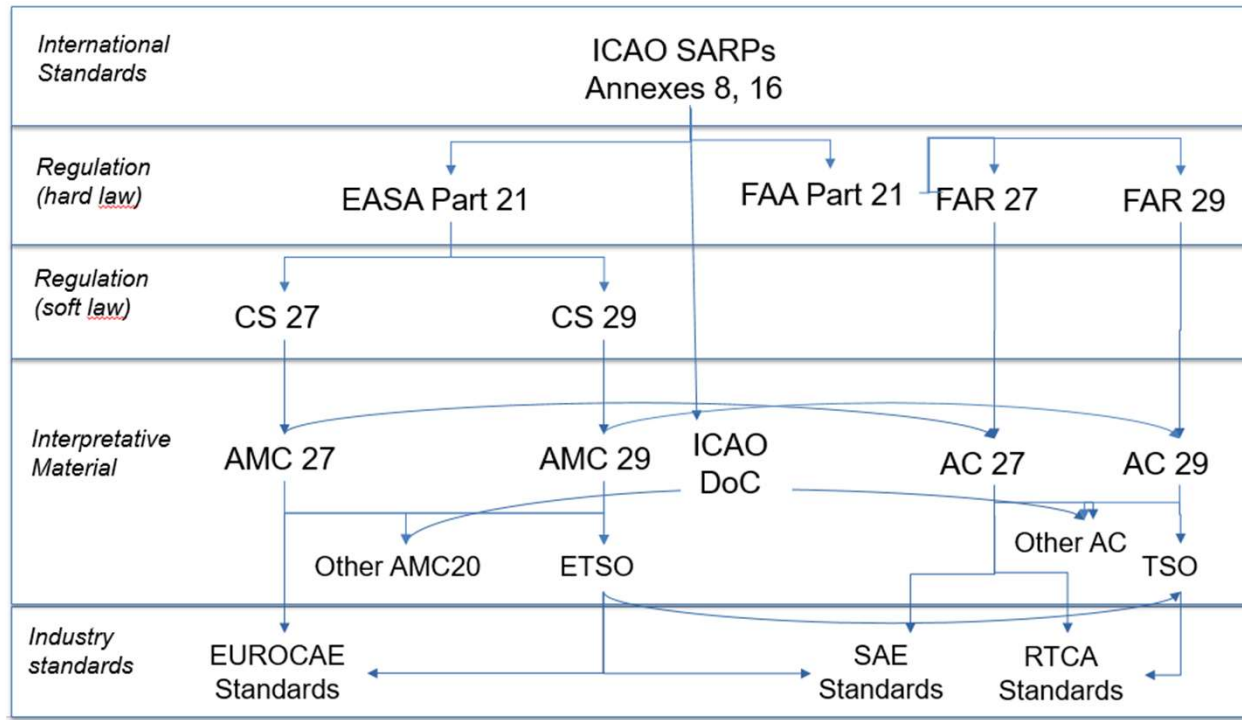 International
Standards
ICAO SARPs
Annexes 8, 16
Regulation
(hard law)
EASA Part 21
FAA Part 21
FAR 27
FAR 29
Regulation
(soft law)
CS 27
CS 29
Interpretative
Material
AMC 27
AMC 29
ICAO
DoC
AC 27
AC 29
Other AMC20
ETSO
Other AC
TSO
Industry
standards
EUROCAE
Standards
SAE
Standards
RTCA
Standards